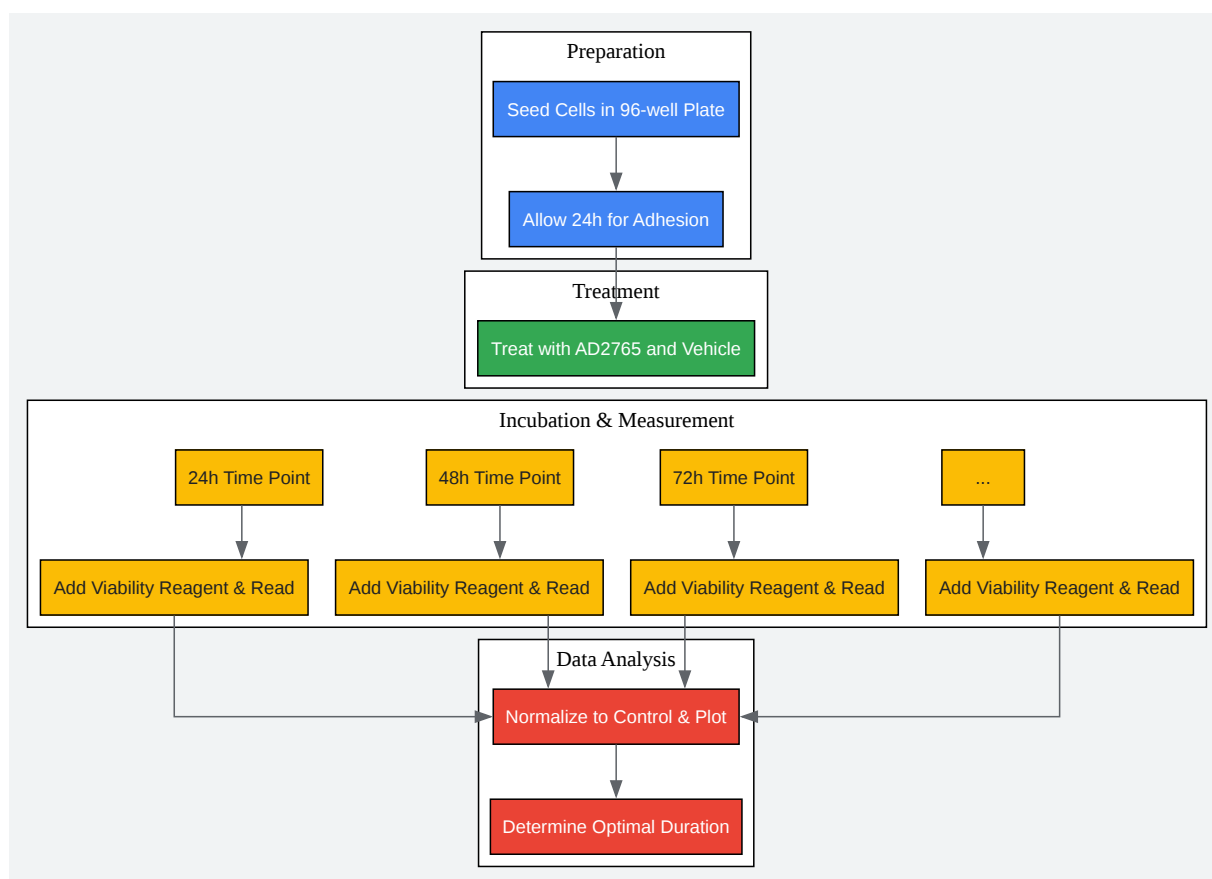 Preparation
Seed Cells in 96-well Plate
Allow 24h for Adhesion
Treatment
Treat with AD2765 and Vehicle
Incubation & Measurement
24h Time Point
48h Time Point
72h Time Point
...
Add Viability Reagent & Read
Add Viability Reagent & Read
Add Viability Reagent & Read
Add Viability Reagent & Read
Data Analysis
Normalize to Control & Plot
Determine Optimal Duration